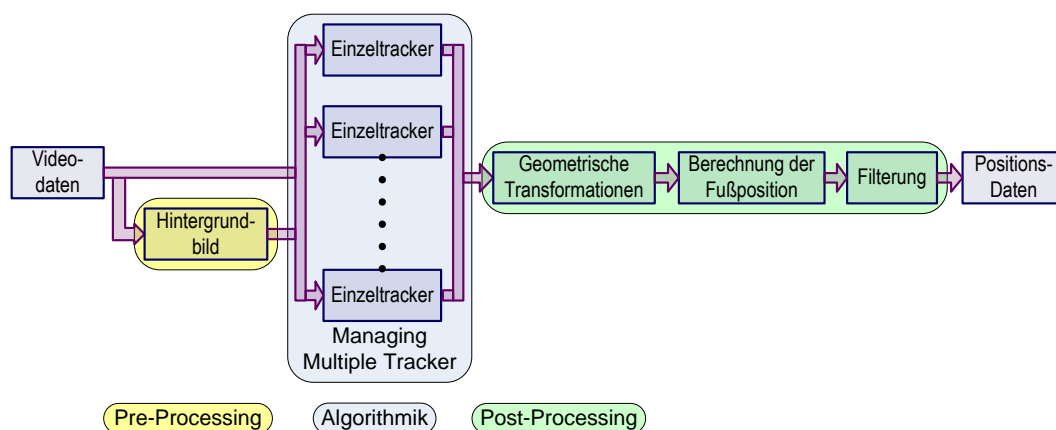 Video-
daten
Hintergrund-
bild
Einzeltracker
Einzeltracker
Einzeltracker
Managing
Multiple Tracker
Geometrische
Transformationen
Berechnung der
Fußposition
Filterung
Positions-
Daten
Pre-Processing
Algorithmik
Post-Processing